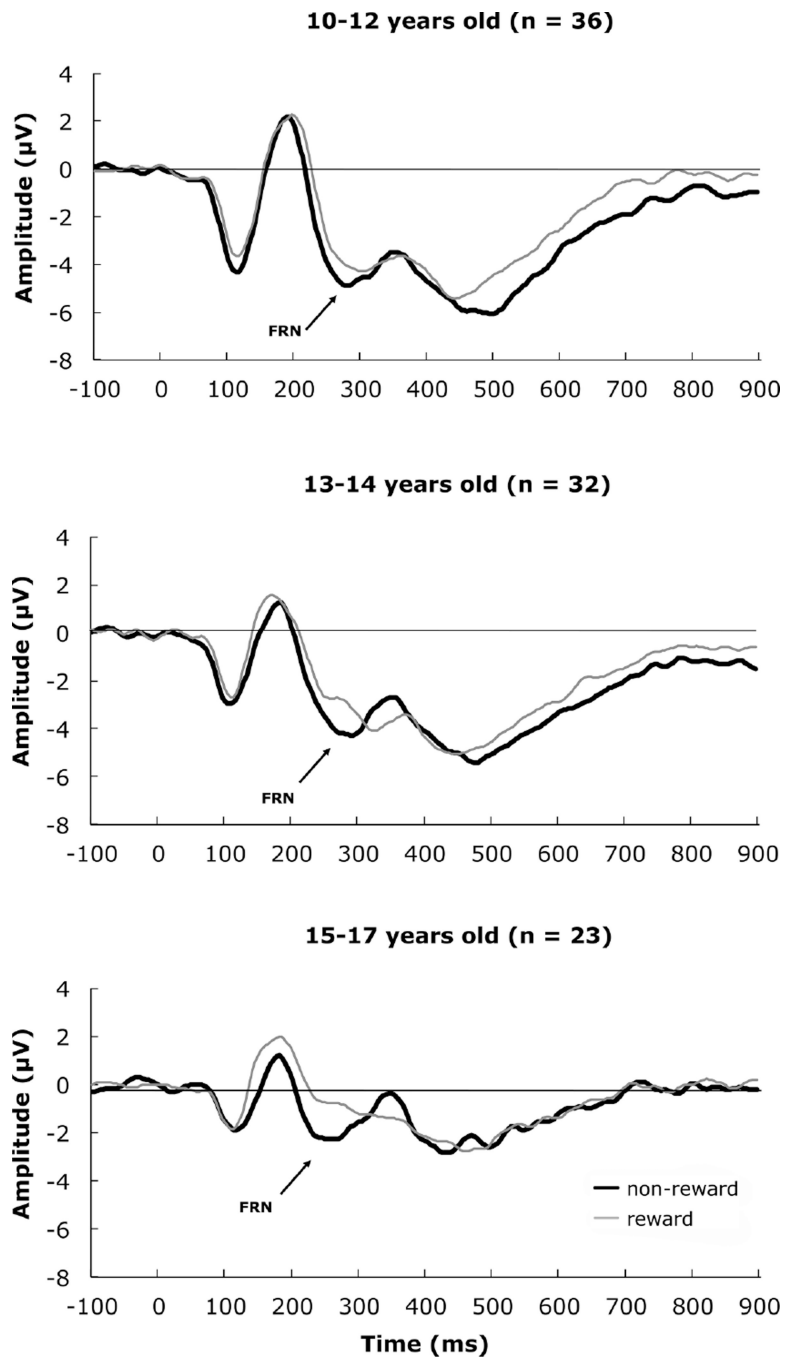 10-12 years old (n = 36)
4
2
0
-2
-4
-6
-8
Amplitude (µV)
FRN
-100 0 100 200 300 400 500 600 700 800 900
13-14 years old (n = 32)
4
2
0
-2
-4
-6
-8
Amplitude (µV)
FRN
-100 0 100 200 300 400 500 600 700 800 900
15-17 years old (n = 23)
4
2
0
-2
-4
-6
-8
Amplitude (µV)
FRN
non-reward
reward
-100 0 100 200 300 400 500 600 700 800 900
Time (ms)